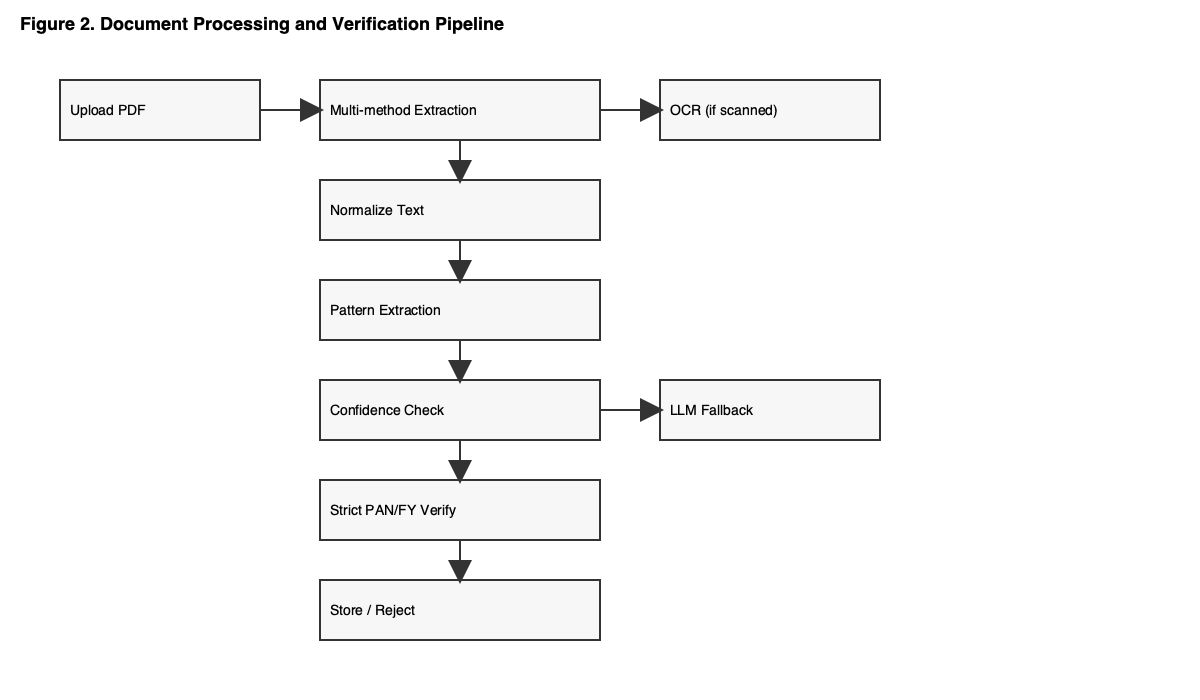 Figure 2. Document Processing and Verification Pipeline
Upload PDF
Multi-method Extraction
OCR (if scanned)
Normalize Text
Pattern Extraction
Confidence Check
LLM Fallback
Strict PAN/FY Verify
Store / Reject